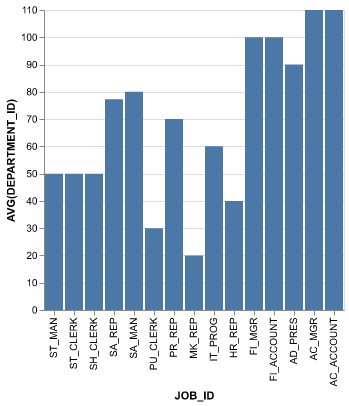 110
100
90
80
70
60
50
40
30
20
10
0
AVG(DEPARTMENT_ID)
ST_MAN
ST_CLERK
SH_CLERK
SA_REP
SA_MAN
PU_CLERK
PR_REP
MK_REP
IT_PROG
HR_REP
FI_MGR
FI_ACCOUNT
AD_PRES
AC_MGR
AC_ACCOUNT
JOB_ID